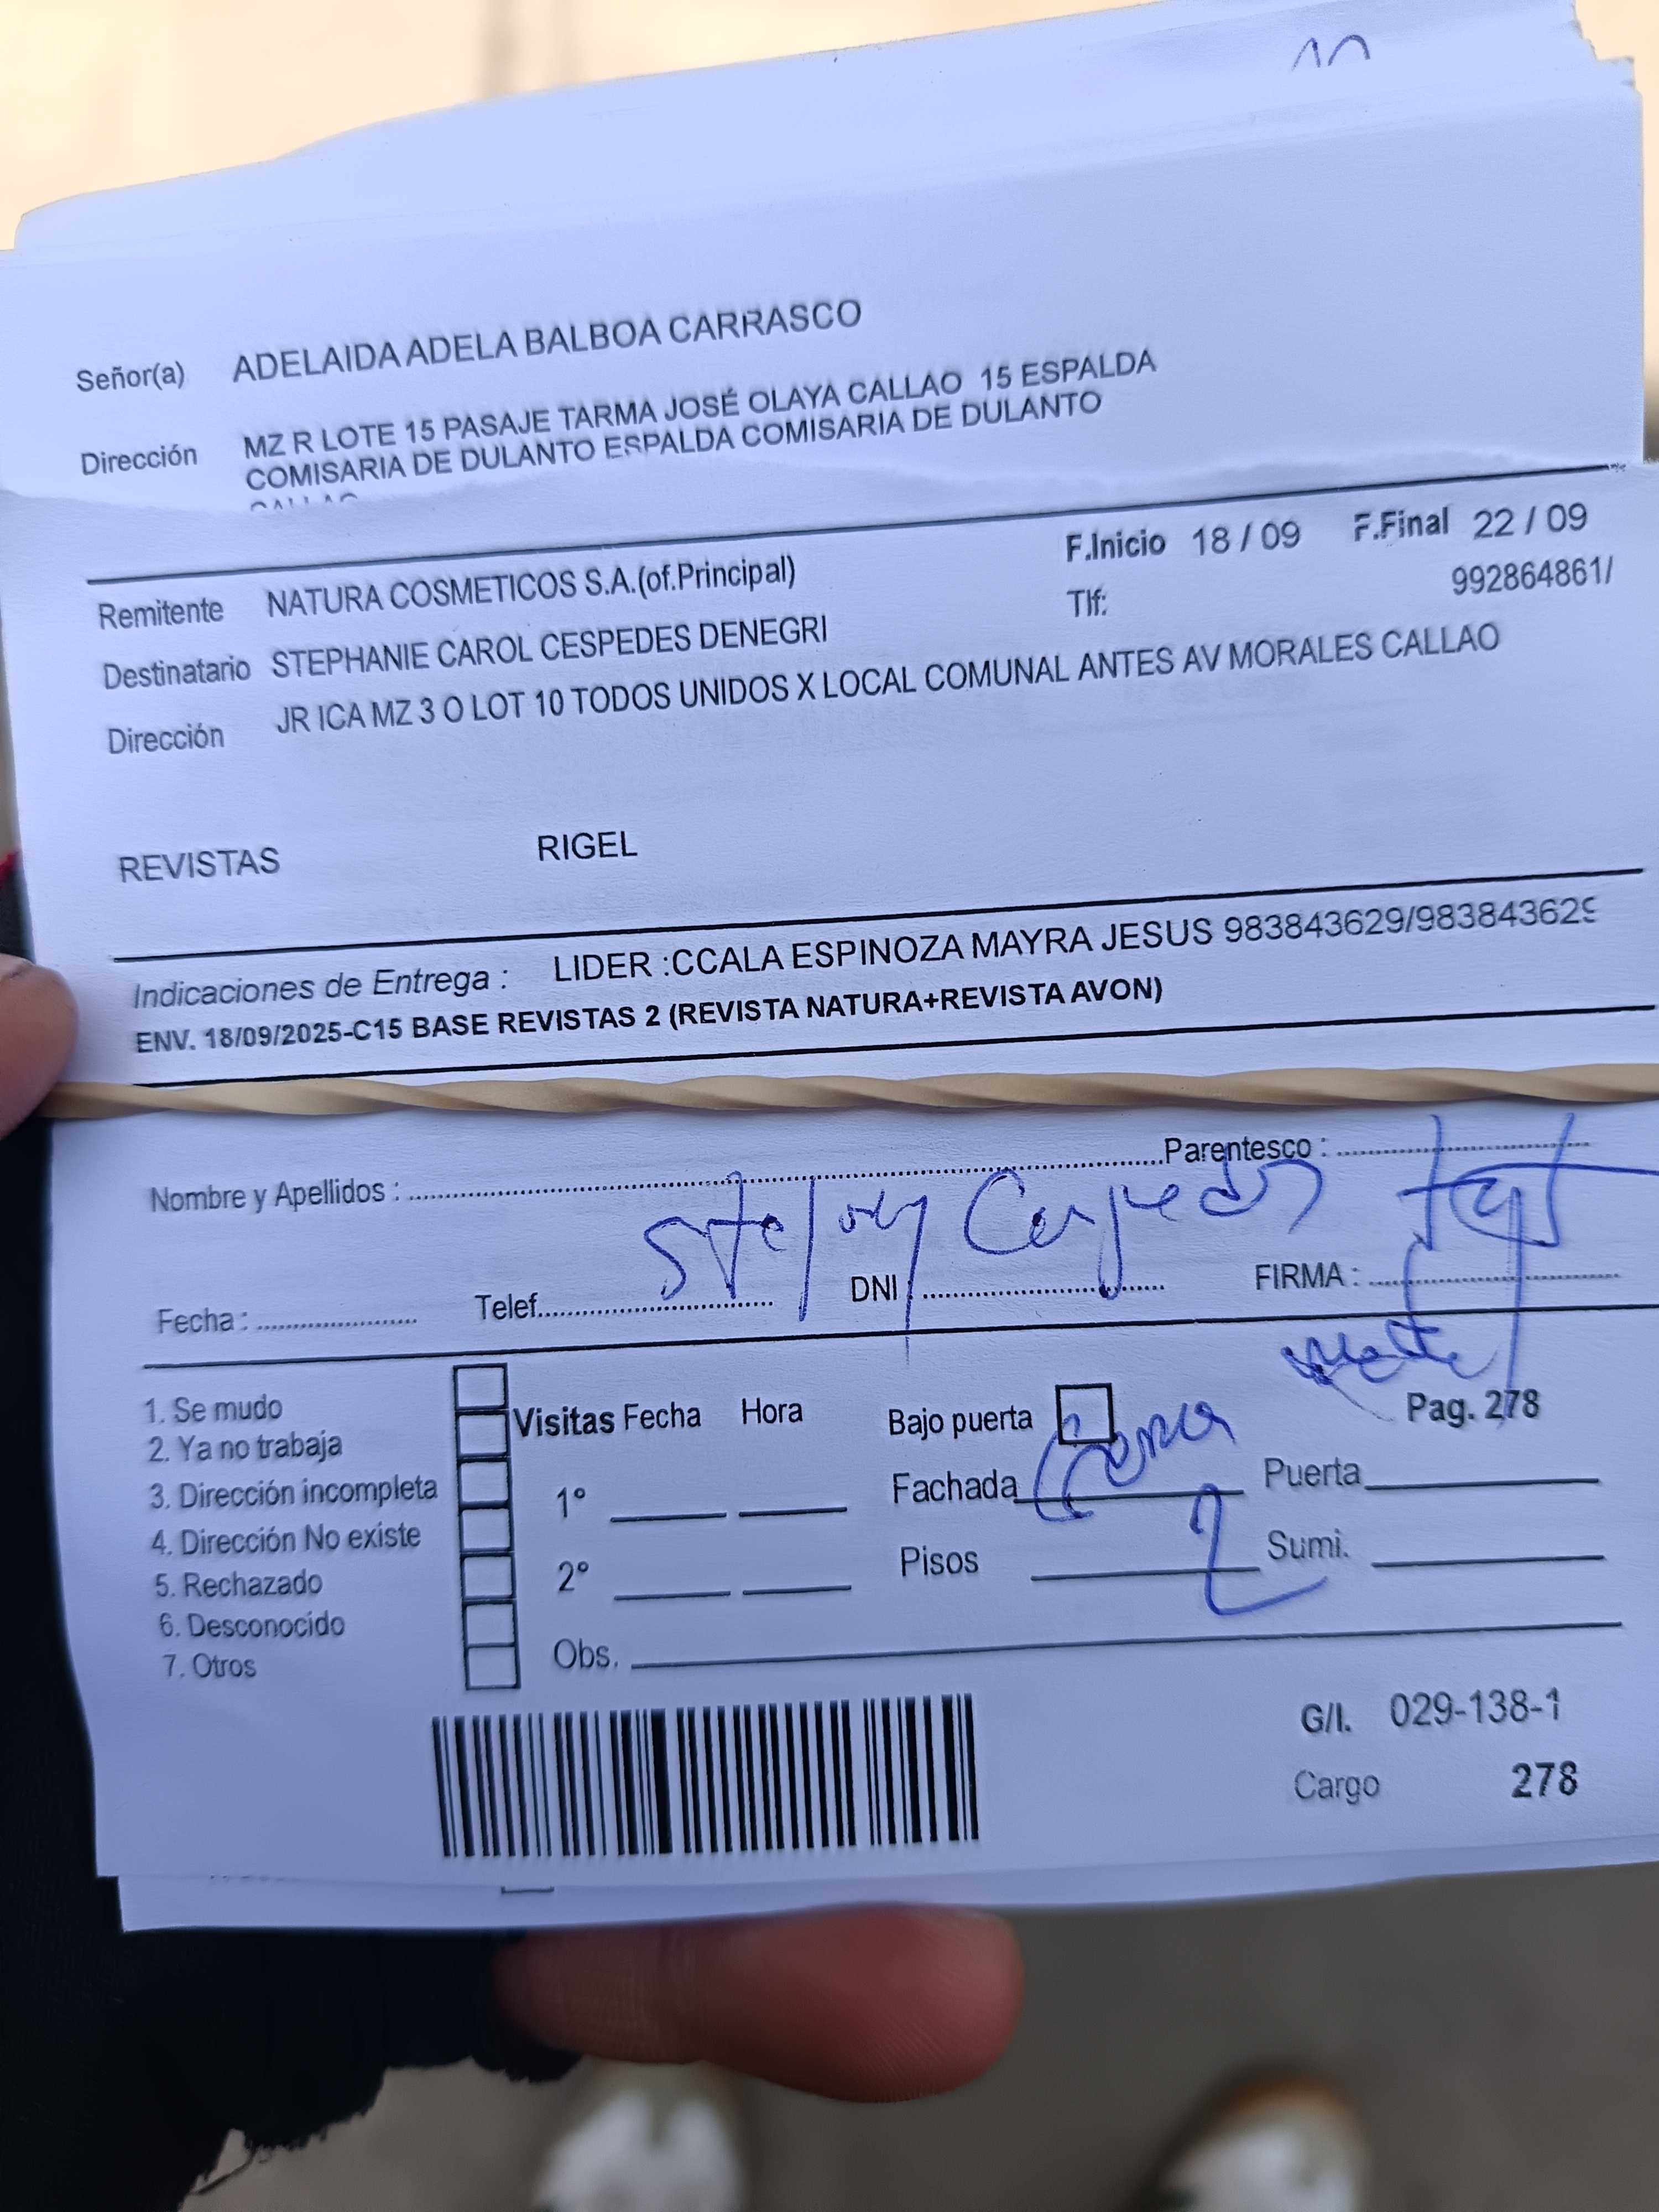 Señor(a) ADELAIDA ADELA BALBOA CARRASCO
Dirección MZ R LOTE 15 PASAJE TARMA JOSÉ OLAYA CALLAO 15 ESPALDA
COMISARIA DE DULANTO ESPALDA COMISARIA DE DULANTO
F.Inicio 18 / 09 F.Final 22 / 09
Remitente NATURA COSMETICOS S.A.(of.Principal)
Tlf: 992864861/
Destinatario STEPHANIE CAROL CESPEDES DENEGRI
Dirección JR ICA MZ 3 O LOT 10 TODOS UNIDOS X LOCAL COMUNAL ANTES AV MORALES CALLAO
REVISTAS RIGEL
Indicaciones de Entrega : LIDER :CCALA ESPINOZA MAYRA JESUS 983843629/983843629
ENV. 18/09/2025-C15 BASE REVISTAS 2 (REVISTA NATURA+REVISTA AVON)
Nombre y Apellidos : Parentesco :
Fecha : Telef. DNI : FIRMA :
1. Se mudo
2. Ya no trabaja
3. Dirección incompleta
4. Dirección No existe
5. Rechazado
6. Desconocido
7. Otros
Visitas Fecha Hora
1º
2º
Obs.
Bajo puerta
Fachada
Pisos 2
Pag. 278
Puerta
Sumi.
G/I. 029-138-1
Cargo 278